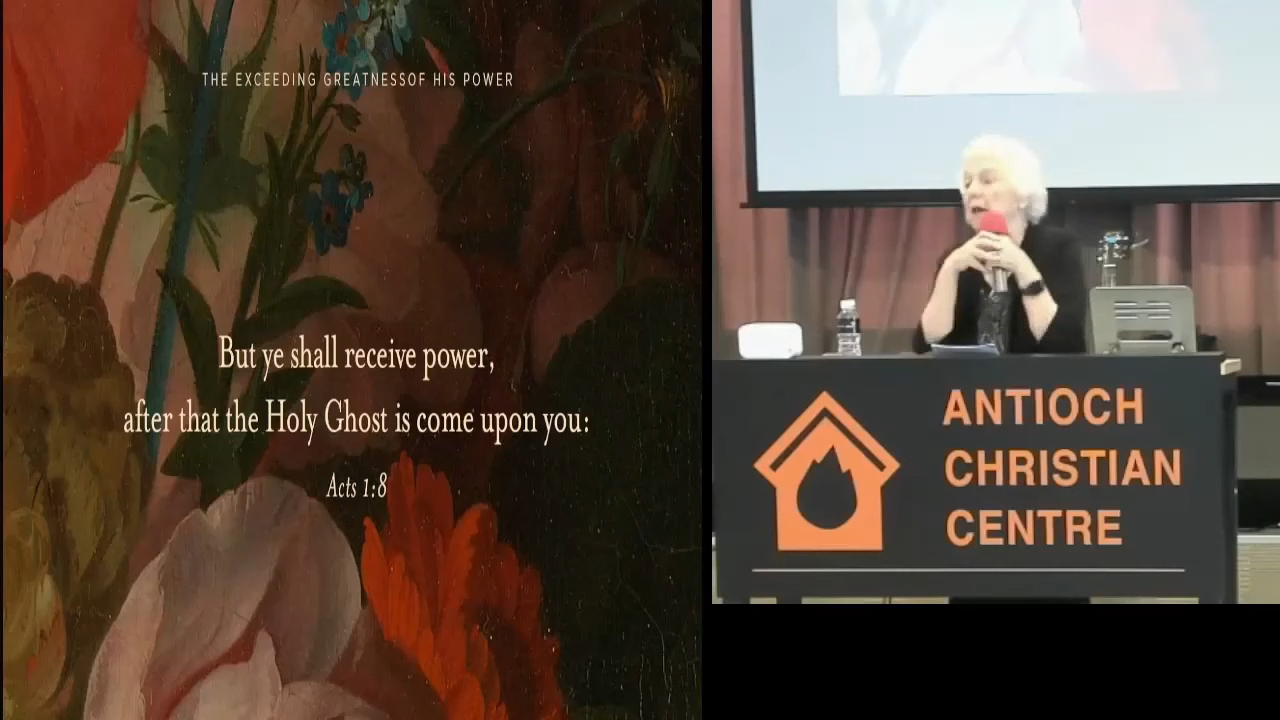 THE EXCEEDING GREATNESSOF HIS POWER
But ye shall receive power,
after that the Holy Ghost is come upon you:
Acts 1:8
ANTIOCH
CHRISTIAN
CENTRE